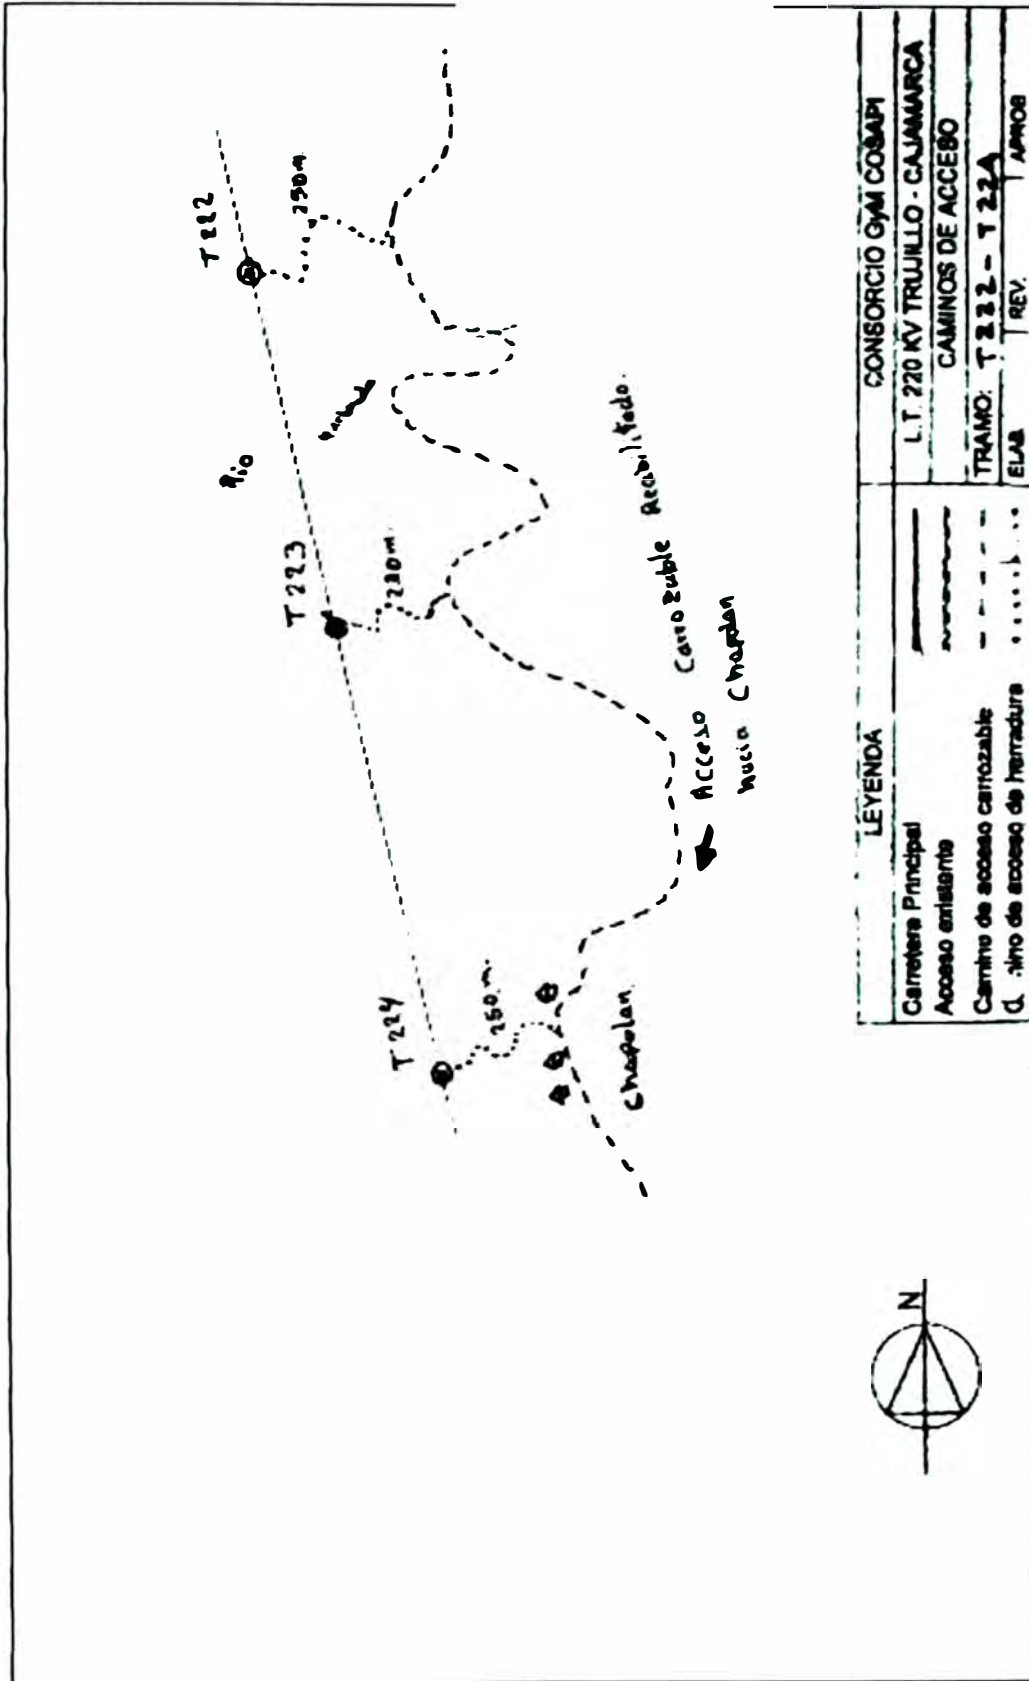 T 222
250m.
Rio
T 223
230m.
T 224
250m.
Chapolan.
Acceso Carrozable Recabilitado.
hacia Chapolan
LEYENDA
Carretera Principal
Acceso existente
Camino de acceso carrozable
de acceso de herradura
CONSORCIO GyM COSAPI
L.T. 220 KV TRUJILLO - CAJAMARCA
CAMINOS DE ACCESO
TRAMO: T 222 - T 224
ELAB. REV. APROB
N